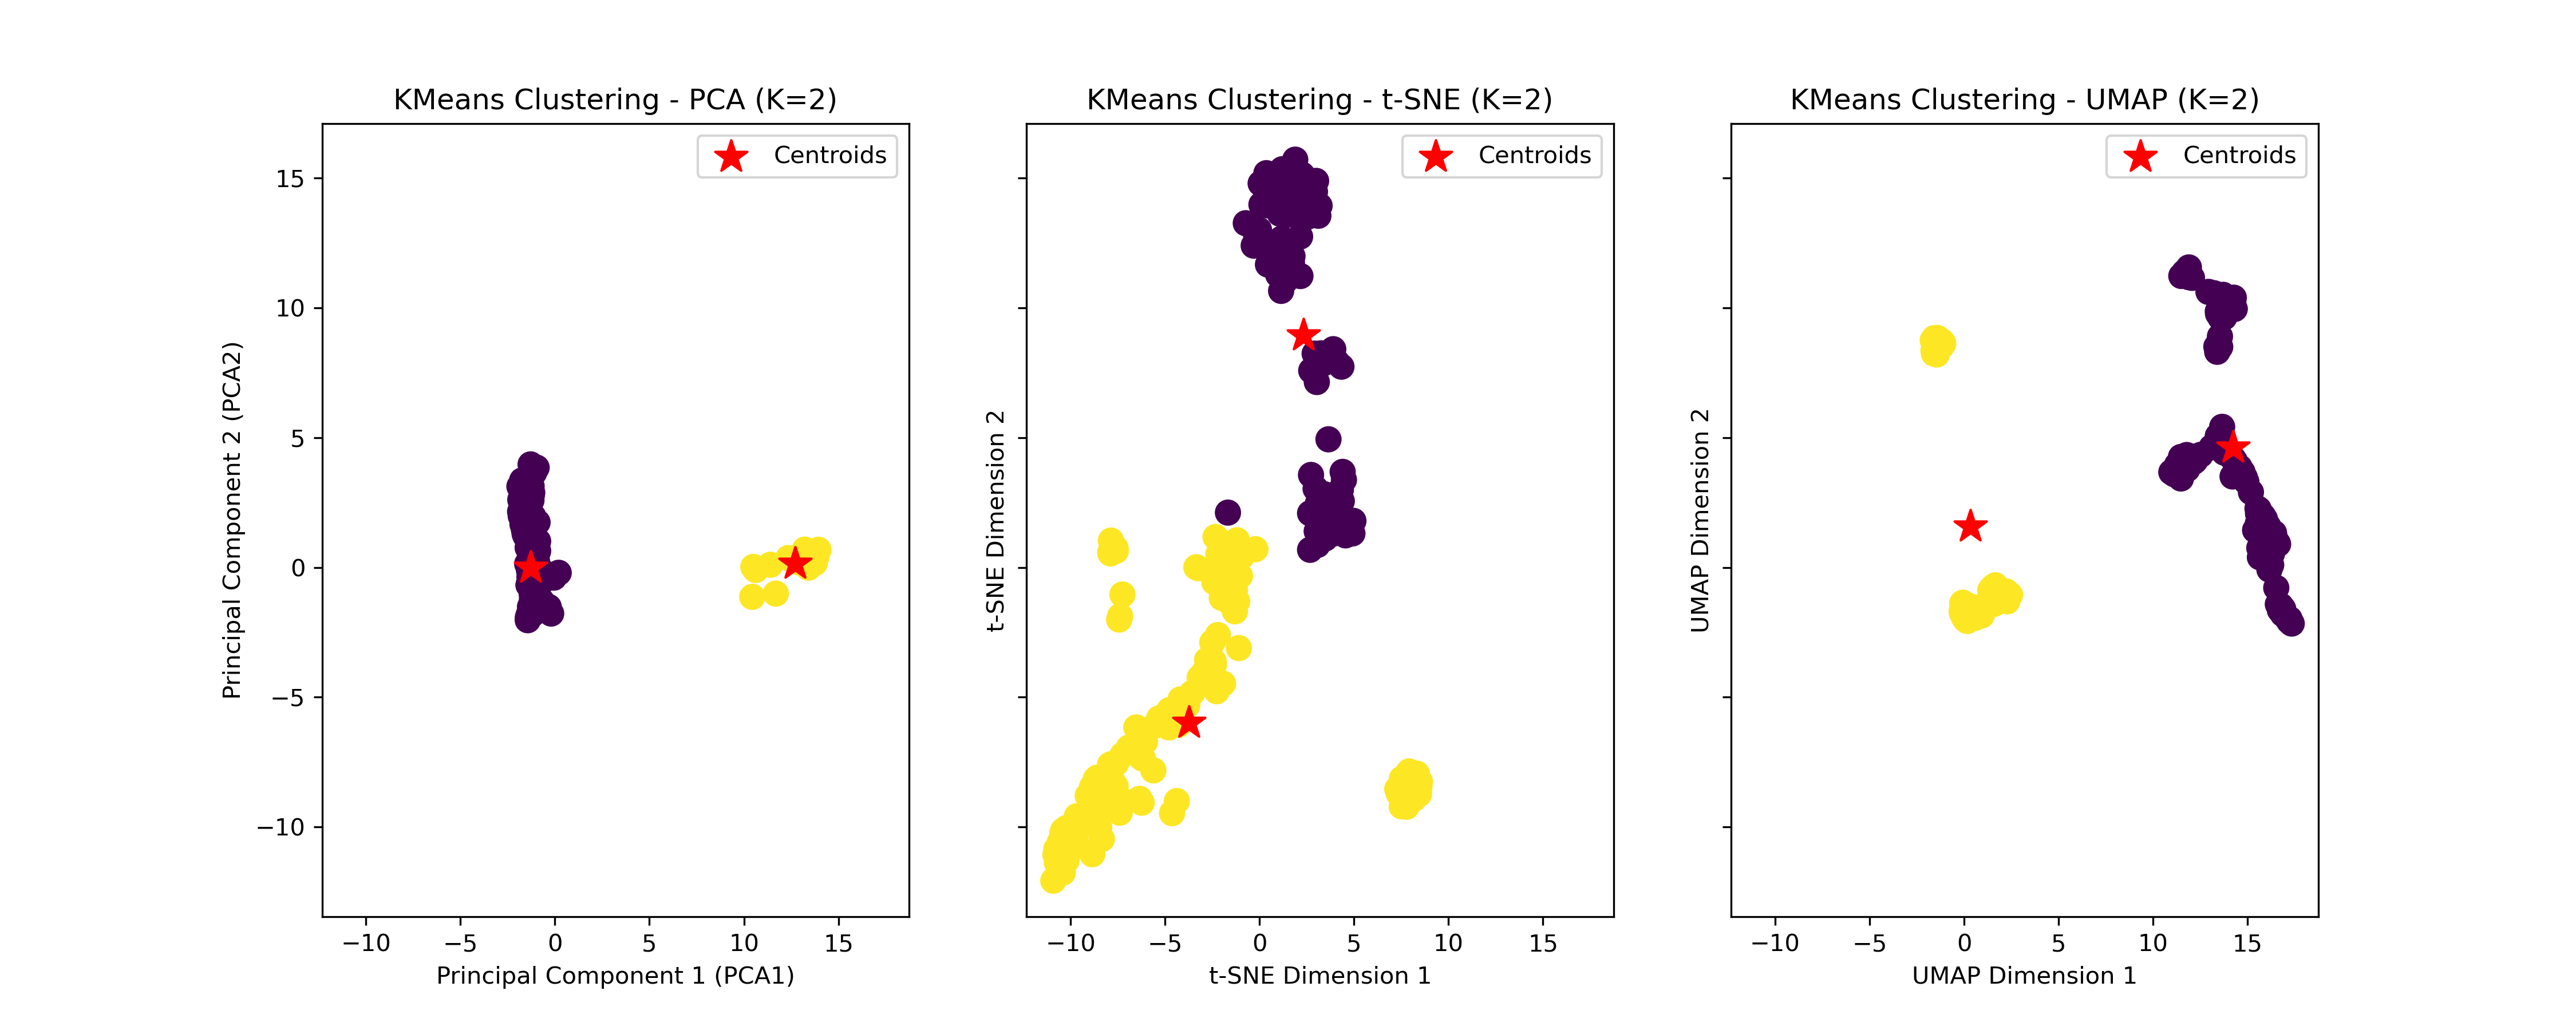 KMeans Clustering - PCA (K=2)
Centroids
15
10
5
0
−5
−10
Principal Component 2 (PCA2)
−10 −5 0 5 10 15
Principal Component 1 (PCA1)
KMeans Clustering - t-SNE (K=2)
Centroids
t-SNE Dimension 2
−10 −5 0 5 10 15
t-SNE Dimension 1
KMeans Clustering - UMAP (K=2)
Centroids
UMAP Dimension 2
−10 −5 0 5 10 15
UMAP Dimension 1